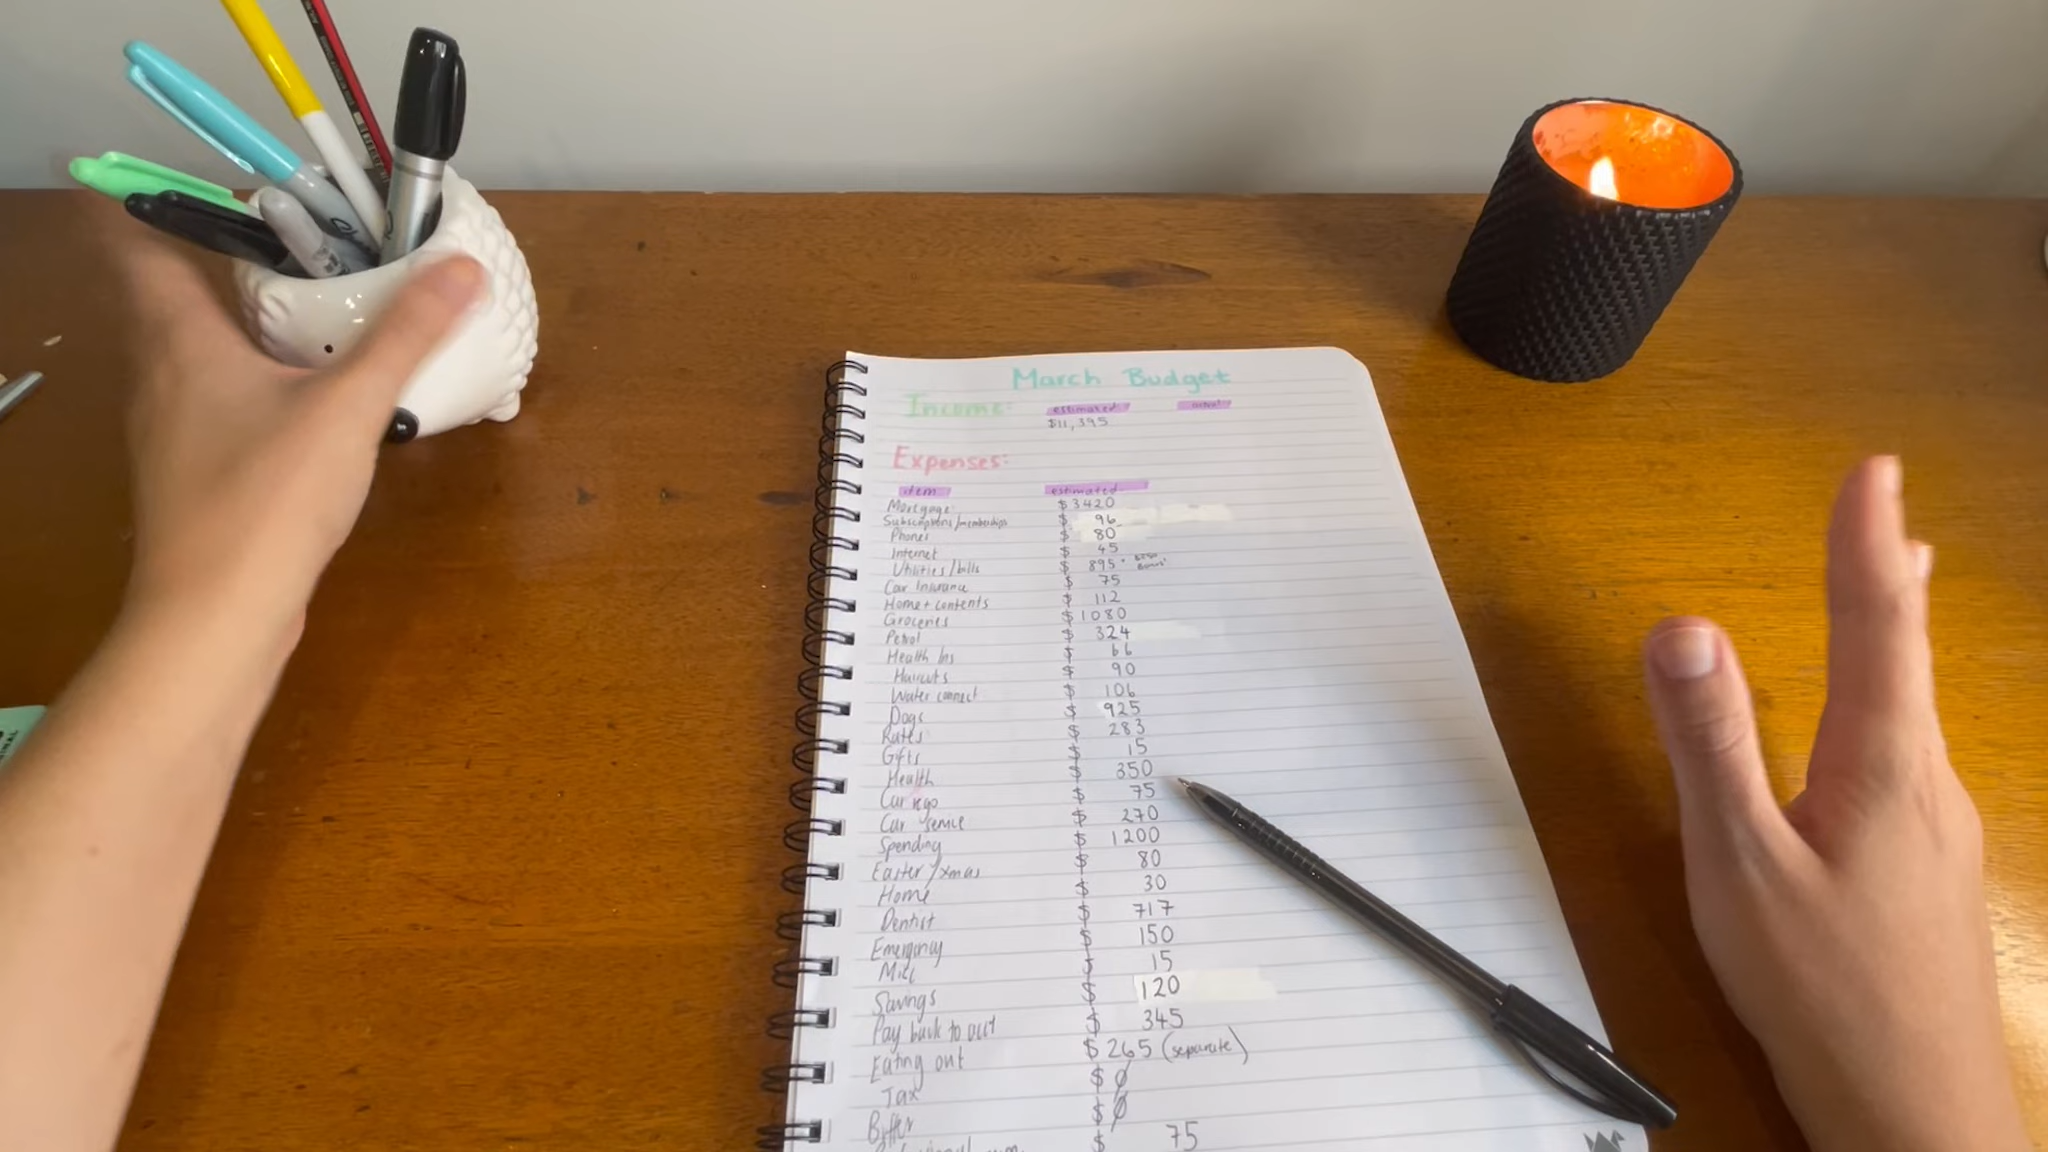 March Budget
Income: estimated actual
$11,395
Expenses:
item estimated
Mortgage: $3420
Subscriptions/memberships $ 96
Phones $ 80
Internet $ 45
Utilities/bills $ 895
Car Insurance $ 75
Home + contents $ 112
Groceries $1080
Petrol $ 324
Health Ins $ 66
Haircuts $ 90
Water connect $ 106
Dogs $ 925
Rates $ 283
Gifts $ 15
Health $ 350
Car rego $ 75
Car service $ 270
Spending $ 1200
Easter/xmas $ 80
Home $ 30
Dentist $ 717
Emergency $ 150
Misc $ 15
Savings $ 120
Pay back to acct $ 345
Eating out $ 265 (separate)
Tax $ 0
Buffer $ 0
$ 75